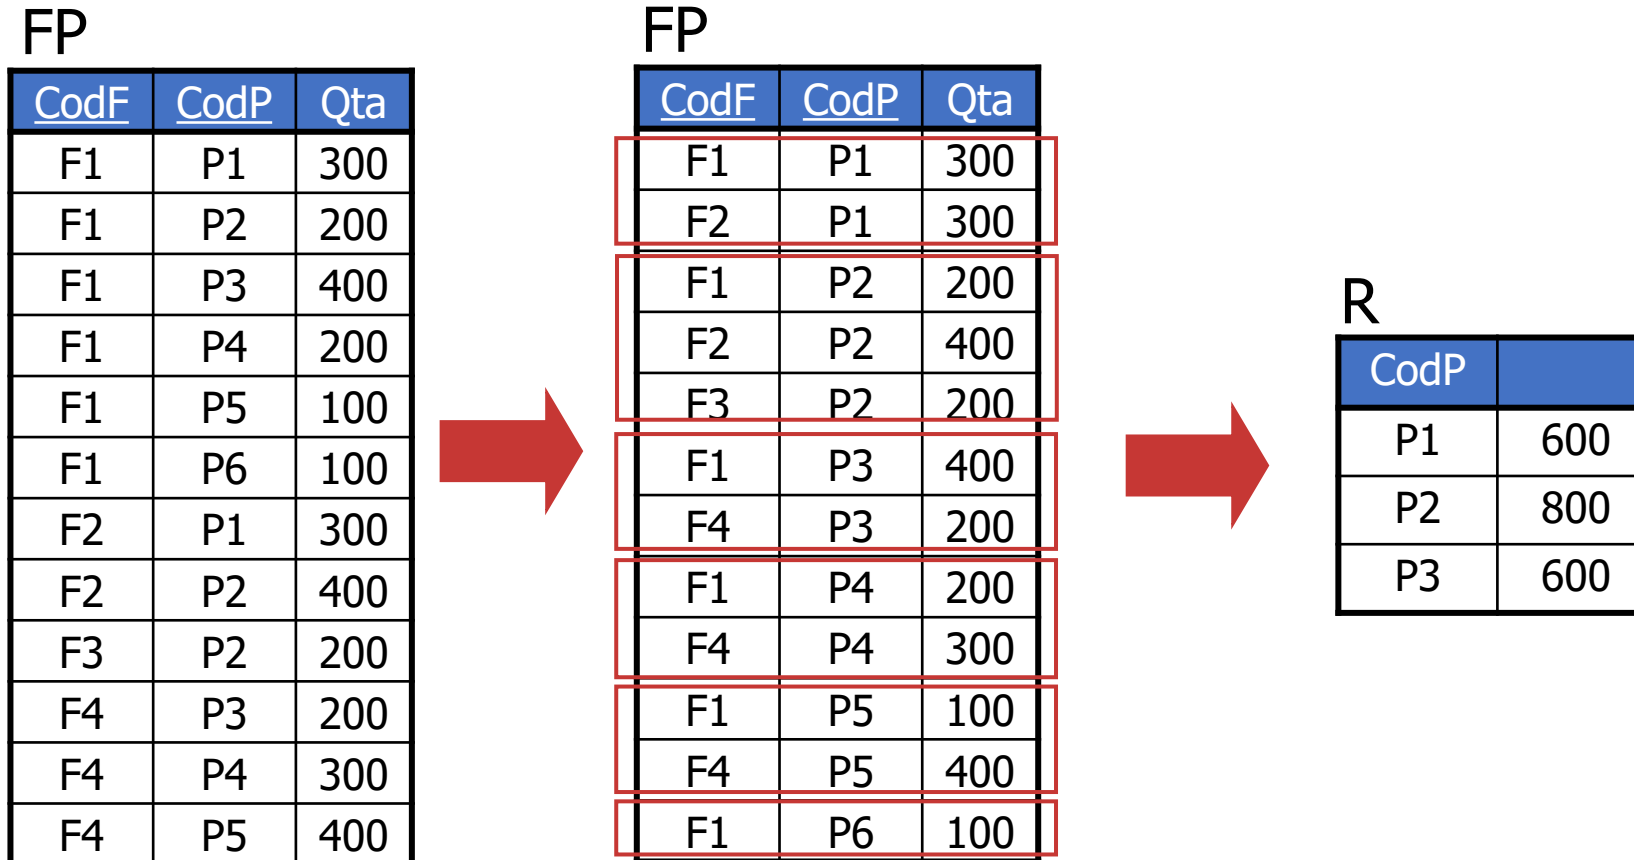 FP
CodF CodP Qta
F1 P1 300
F1 P2 200
F1 P3 400
F1 P4 200
F1 P5 100
F1 P6 100
F2 P1 300
F2 P2 400
F3 P2 200
F4 P3 200
F4 P4 300
F4 P5 400
FP
CodF CodP Qta
F1 P1 300
F2 P1 300
F1 P2 200
F2 P2 400
F3 P2 200
F1 P3 400
F4 P3 200
F1 P4 200
F4 P4 300
F1 P5 100
F4 P5 400
F1 P6 100
R
CodP
P1 600
P2 800
P3 600